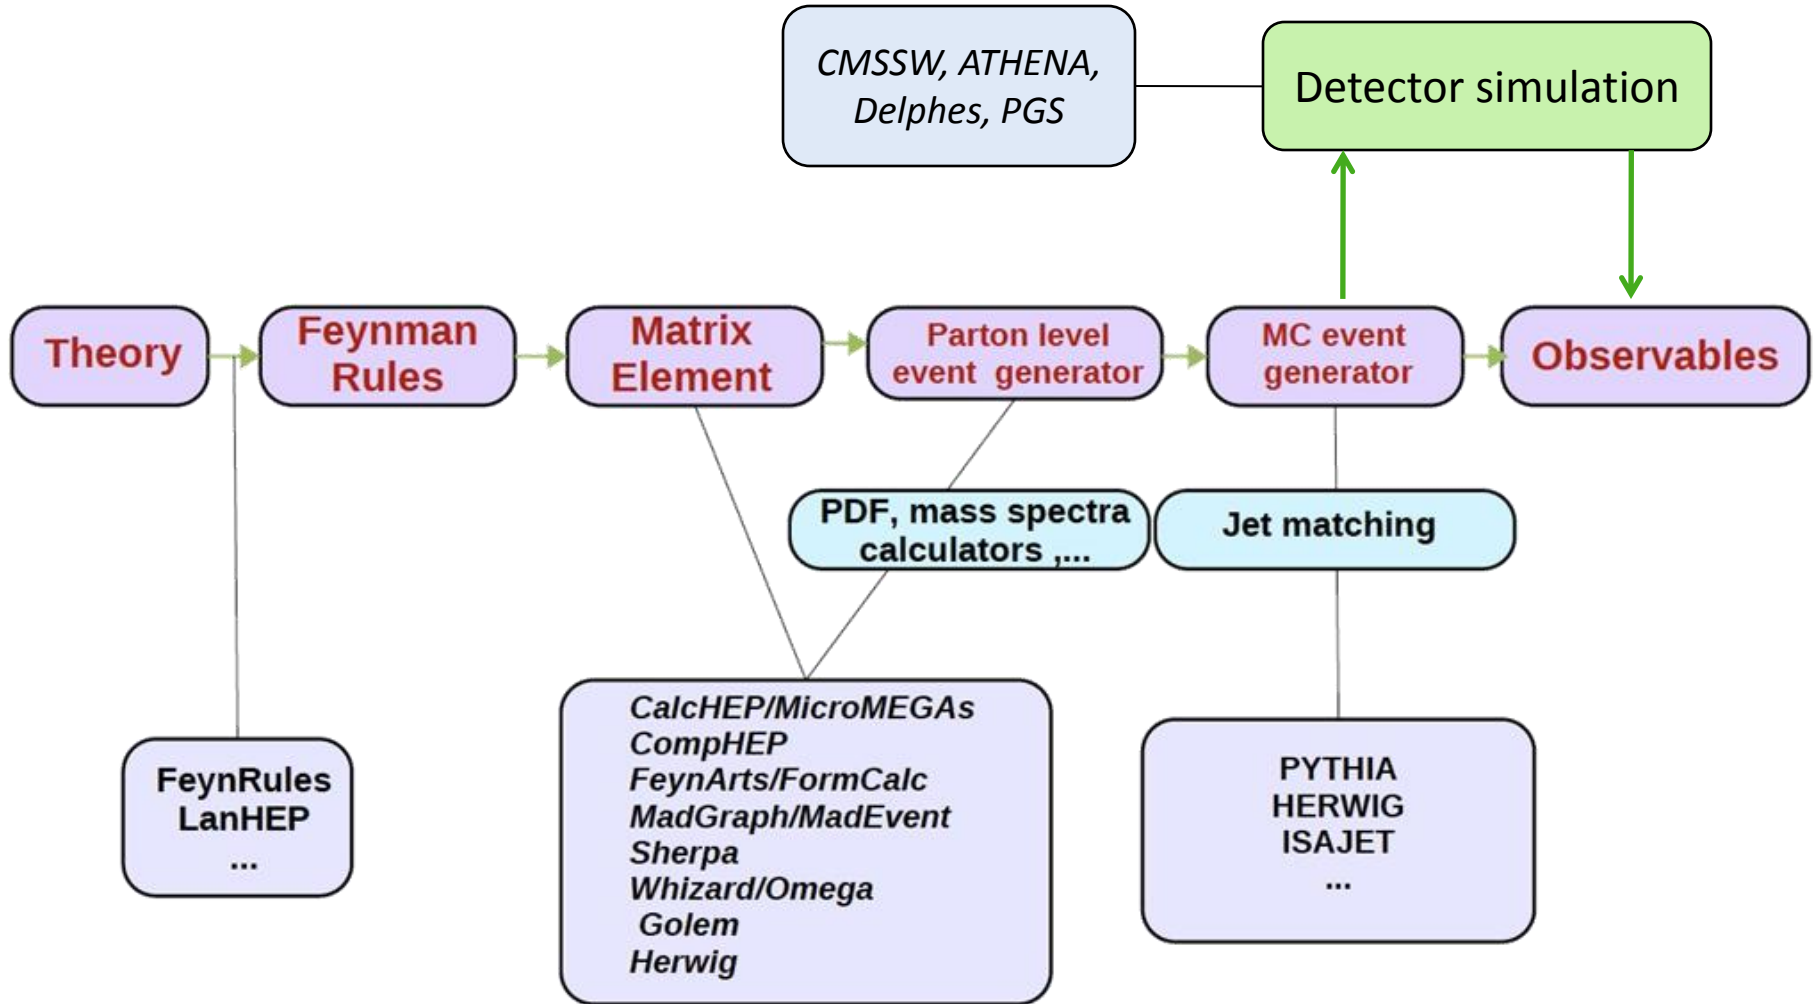 CMSSW, ATHENA,
Delphes, PGS
Detector simulation
Theory
Feynman
Rules
Matrix
Element
Parton level
event generator
MC event
generator
Observables
PDF, mass spectra
calculators ,...
Jet matching
FeynRules
LanHEP
...
CalcHEP/MicroMEGAs
CompHEP
FeynArts/FormCalc
MadGraph/MadEvent
Sherpa
Whizard/Omega
Golem
Herwig
PYTHIA
HERWIG
ISAJET
...